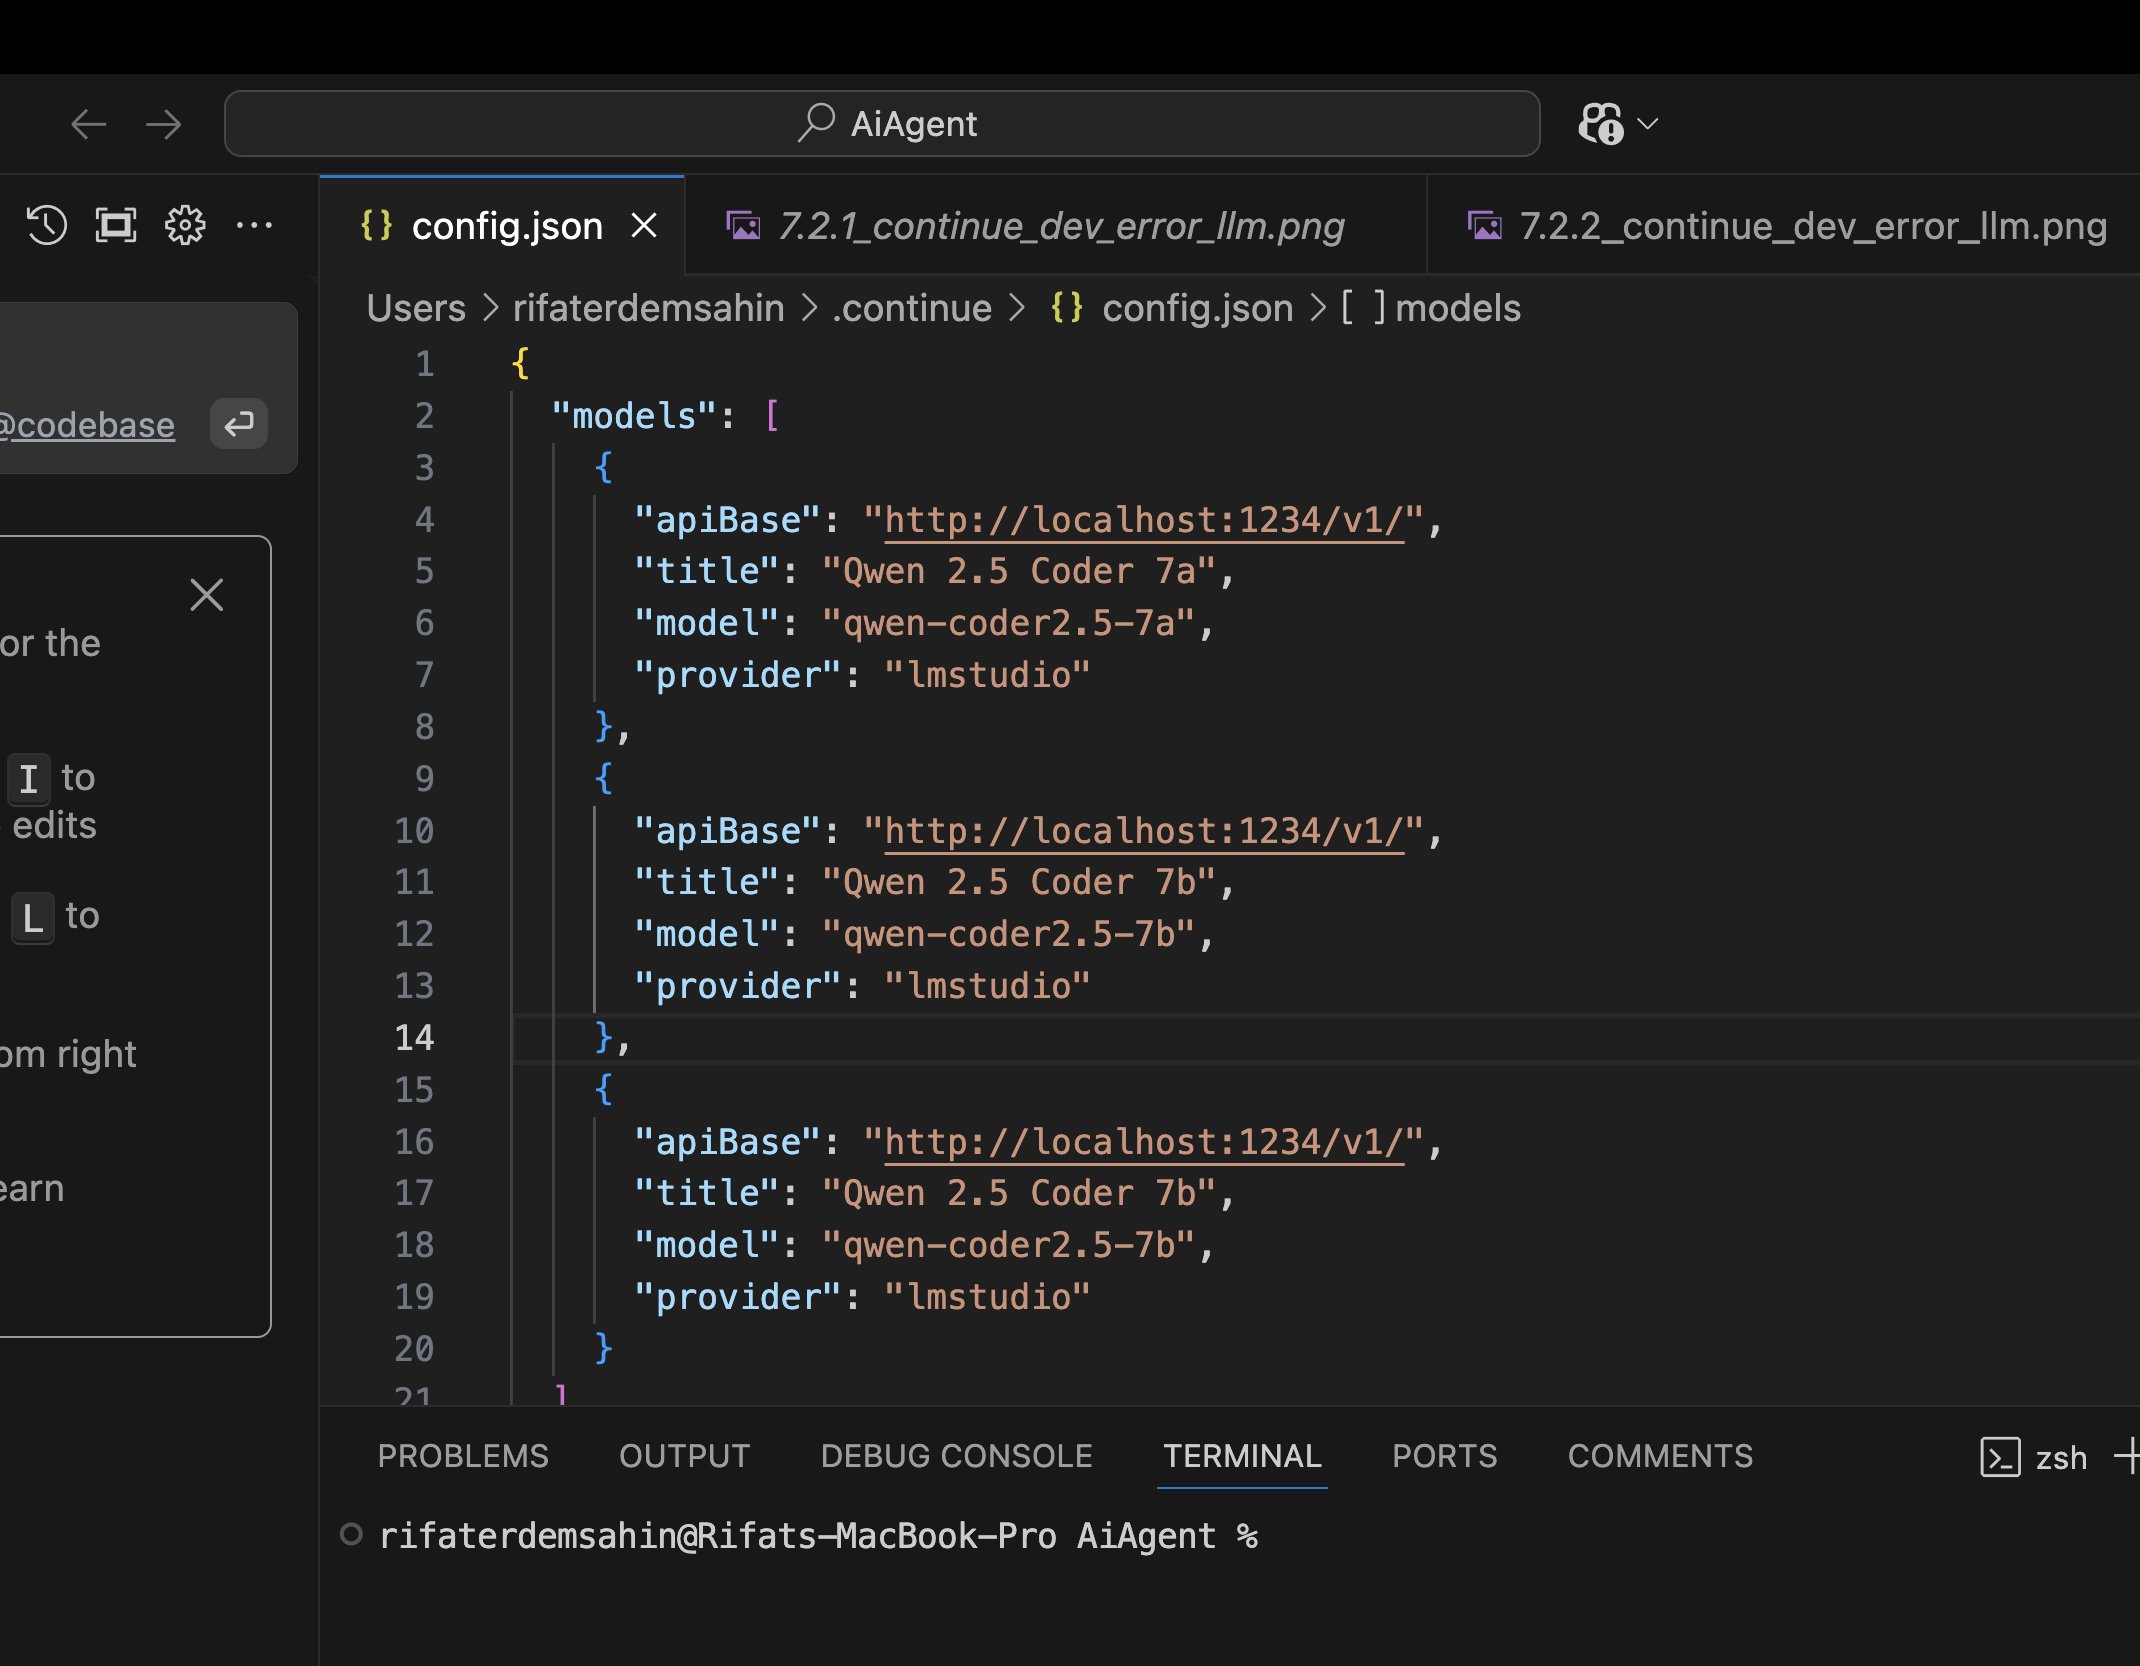 AiAgent
config.json
7.2.1_continue_dev_error_llm.png
7.2.2_continue_dev_error_llm.png
Users > rifaterdemsahin > .continue > {} config.json > [ ] models
@codebase
or the
I to
edits
L to
om right
earn
1 {
2 "models": [
3 {
4 "apiBase": "http://localhost:1234/v1/",
5 "title": "Qwen 2.5 Coder 7a",
6 "model": "qwen-coder2.5-7a",
7 "provider": "lmstudio"
8 },
9 {
10 "apiBase": "http://localhost:1234/v1/",
11 "title": "Qwen 2.5 Coder 7b",
12 "model": "qwen-coder2.5-7b",
13 "provider": "lmstudio"
14 },
15 {
16 "apiBase": "http://localhost:1234/v1/",
17 "title": "Qwen 2.5 Coder 7b",
18 "model": "qwen-coder2.5-7b",
19 "provider": "lmstudio"
20 }
21 ]
PROBLEMS OUTPUT DEBUG CONSOLE TERMINAL PORTS COMMENTS zsh
rifaterdemsahin@Rifats-MacBook-Pro AiAgent %